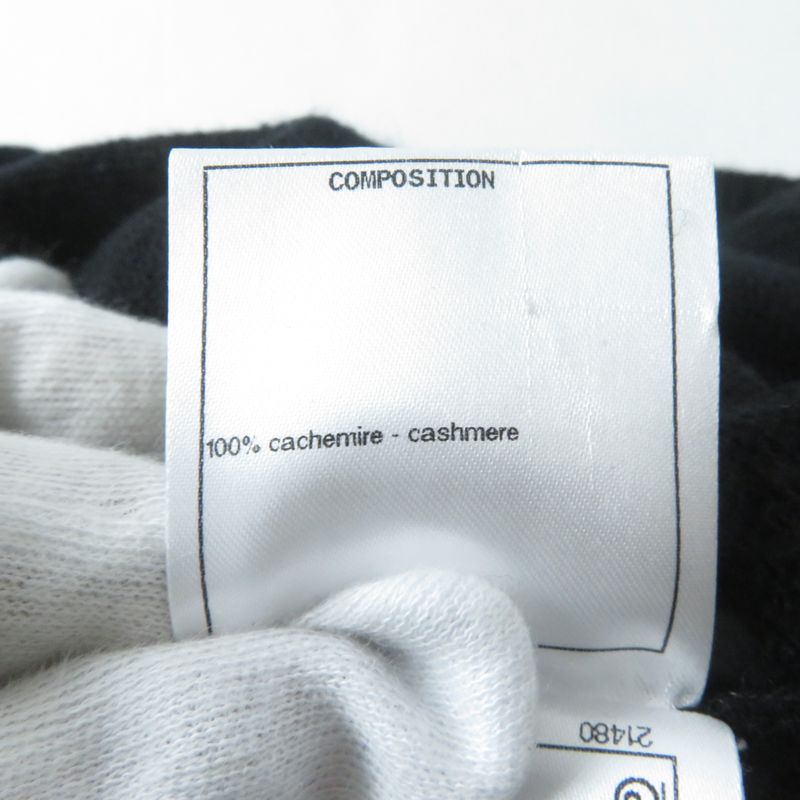 COMPOSITION
100% cachemire - cashmere
21480